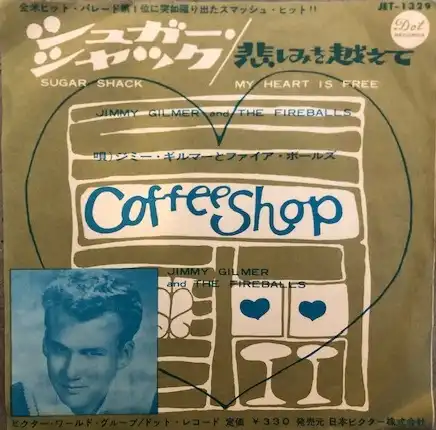 全米ヒット・パレード第1位に突如躍り出たスマッシュ・ヒット!!
JET-1329
Dot
RECORDS
シュガー・シャック/悲しみを越えて
SUGAR SHACK
MY HEART IS FREE
JIMMY GILMER and THE FIREBALLS
唄)ジミー・ギルマーとファイア・ボールズ
Coffee Shop
JIMMY GILMER
and THE FIREBALLS
ビクター・ワールド・グループ/ドット・レコード 定価 ¥330 発売元 日本ビクター株式会社